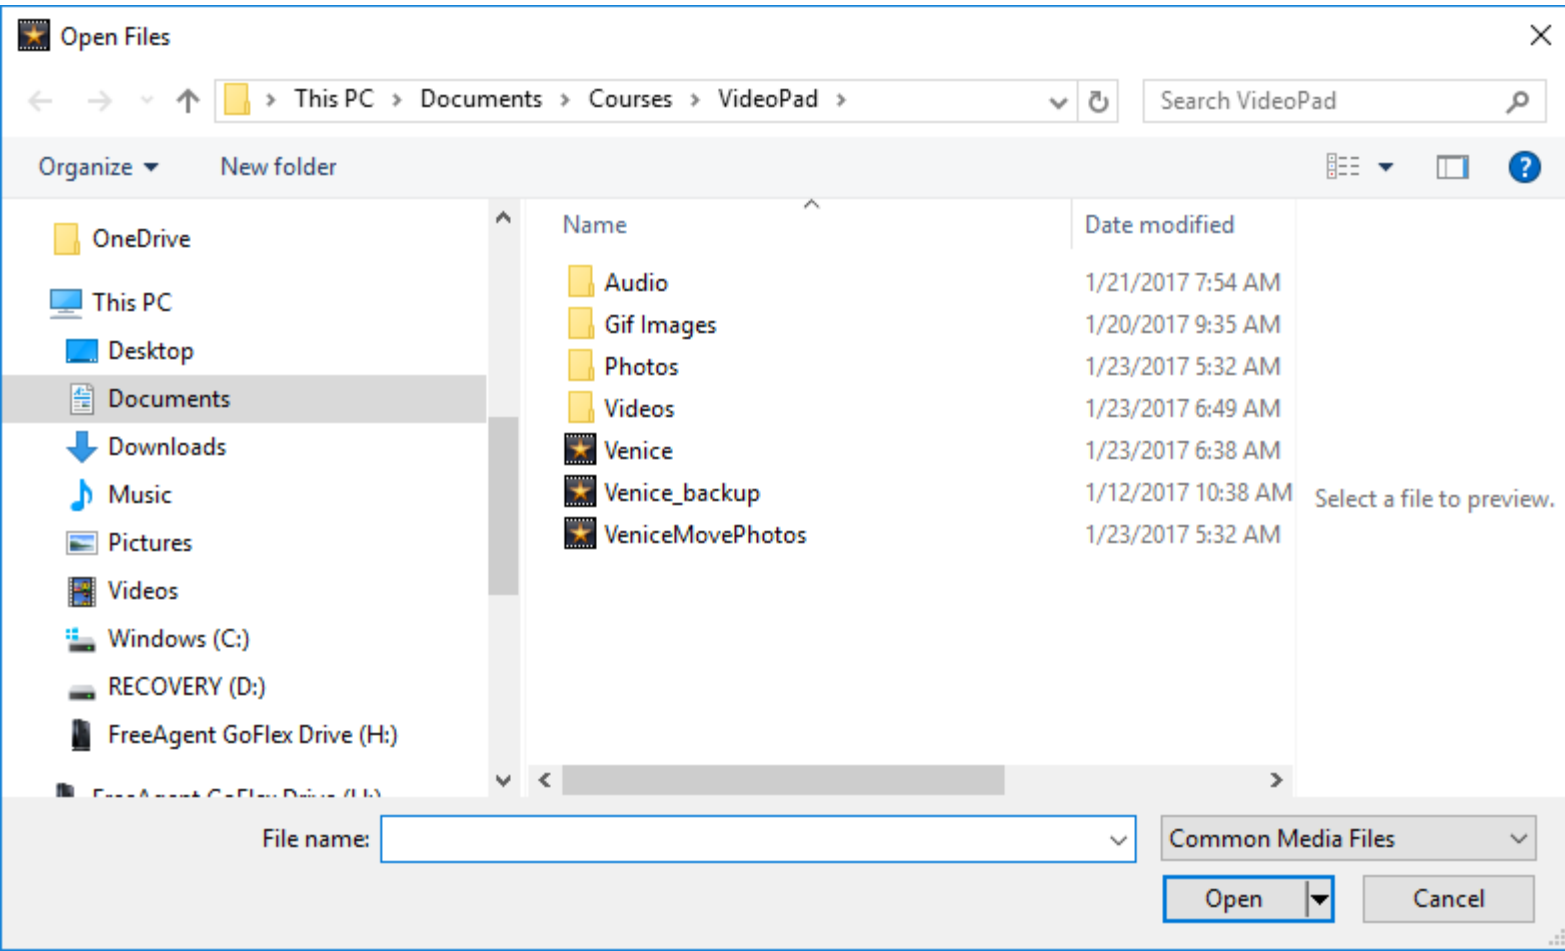 Open Files
This PC > Documents > Courses > VideoPad >
Search VideoPad
Organize
New folder
OneDrive
This PC
Desktop
Documents
Downloads
Music
Pictures
Videos
Windows (C:)
RECOVERY (D:)
FreeAgent GoFlex Drive (H:)
FreeAgent GoFlex Drive (H:)
Name Date modified
Audio 1/21/2017 7:54 AM
Gif Images 1/20/2017 9:35 AM
Photos 1/23/2017 5:32 AM
Videos 1/23/2017 6:49 AM
Venice 1/23/2017 6:38 AM
Venice_backup 1/12/2017 10:38 AM
VeniceMovePhotos 1/23/2017 5:32 AM
Select a file to preview.
File name:
Common Media Files
Open
Cancel